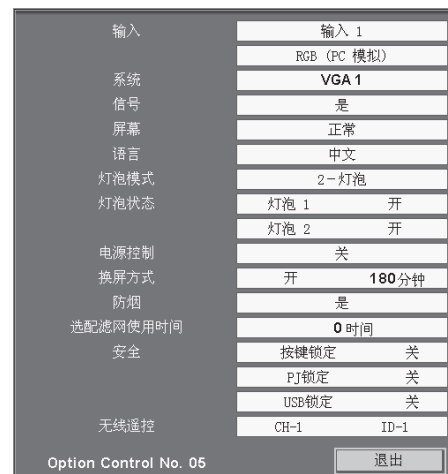 输入 输入 1
RGB (PC 模拟)
系统 VGA 1
信号 是
屏幕 正常
语言 中文
灯泡模式 2－灯泡
灯泡状态 灯泡 1 开
灯泡 2 开
电源控制 关
换屏方式 开 180分钟
防烟 是
选配滤网使用时间 0 时间
安全 按键锁定 关
PJ锁定 关
USB锁定 关
无线遥控 CH-1 ID-1
Option Control No. 05 退出